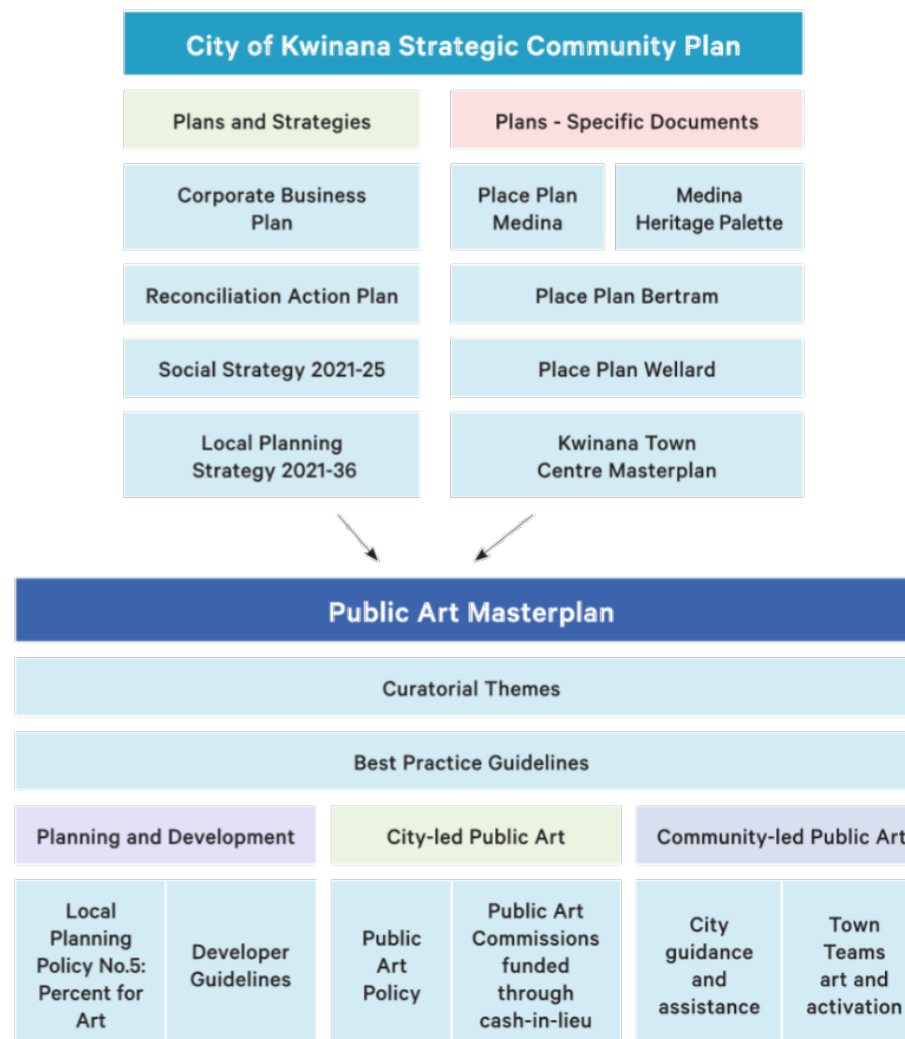 City of Kwinana Strategic Community Plan
Plans and Strategies
Plans - Specific Documents
Corporate Business
Plan
Place Plan
Medina
Medina
Heritage Palette
Reconciliation Action Plan
Place Plan Bertram
Social Strategy 2021-25
Place Plan Wellard
Local Planning
Strategy 2021-36
Kwinana Town
Centre Masterplan
Public Art Masterplan
Curatorial Themes
Best Practice Guidelines
Planning and Development
City-led Public Art
Community-led Public Art
Local
Planning
Policy No.5:
Percent for
Art
Developer
Guidelines
Public
Art
Policy
Public Art
Commissions
funded
through
cash-in-lieu
City
guidance
and
assistance
Town
Teams
art and
activation